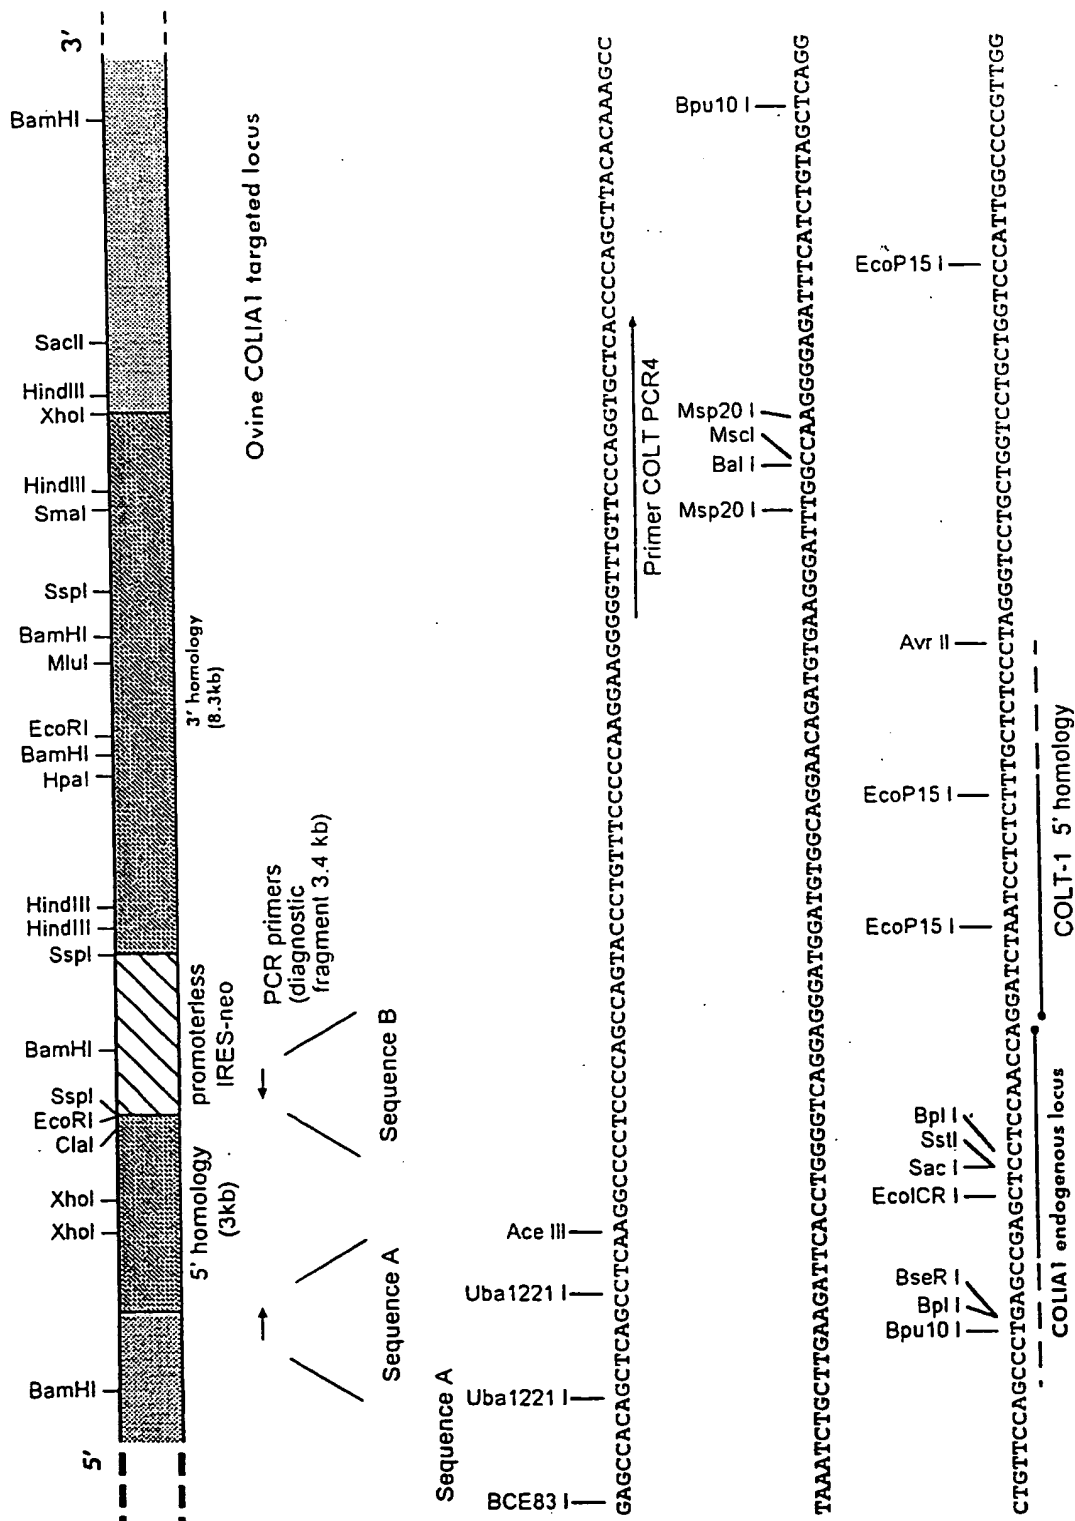 5'
3'
BamHI
XhoI
XhoI
ClaI
EcoRI
SspI
BamHI
SspI
HindIII
HindIII
HpaI
BamHI
EcoRI
MluI
BamHI
SspI
SmaI
HindIII
XhoI
HindIII
SacII
BamHI
5' homology
(3kb)
promoterless
IRES-neo
3' homology
(8.3kb)
Ovine COLIA1 targeted locus
PCR primers
(diagnostic
fragment 3.4 kb)
Sequence A
Sequence B
Sequence A
BCE83 I
Uba1221 I
Uba1221 I
Ace III
GAGCCACAGCTCAGCCTCAAGGCCCCTCCCCAGCCAGTACCCTGTTTCCCCCAAGGAAGGGGGTTTGTTCCCAGGTGCTCACCCCAGCTTACACAAAGCC
Primer COLT PCR4
Msp20 I
Bal I
MscI
Msp20 I
Bpu10 I
TAAATCTGCTTGAAGATTCACCTGGGGTCAGGAGGGATGGATGTGGCAGGAACAGATGTGAAGGGATTTGGCCAAGGGGAGATTTCATCTGTAGCTCAGG
Bpu10 I
Bpl I
BseR I
EcoICR I
Sac I
SstI
Bpl I
EcoP15 I
EcoP15 I
Avr II
EcoP15 I
CTGTTCCAGCCCTGAGCCGAGCTCCTCCAACCAGGATCTAATCCTCTCTTTGCTCTCCCTAGGGTCCTGCTGGTCCTGCTGGTCCCATTGGCCCCGTTGG
COLIA1 endogenous locus
COLT-1 5' homology